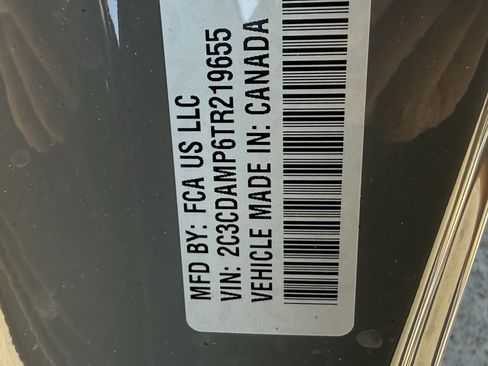 MFD BY: FCA US LLC
VIN: 2C3CDAMP6TR219655
VEHICLE MADE IN: CANADA